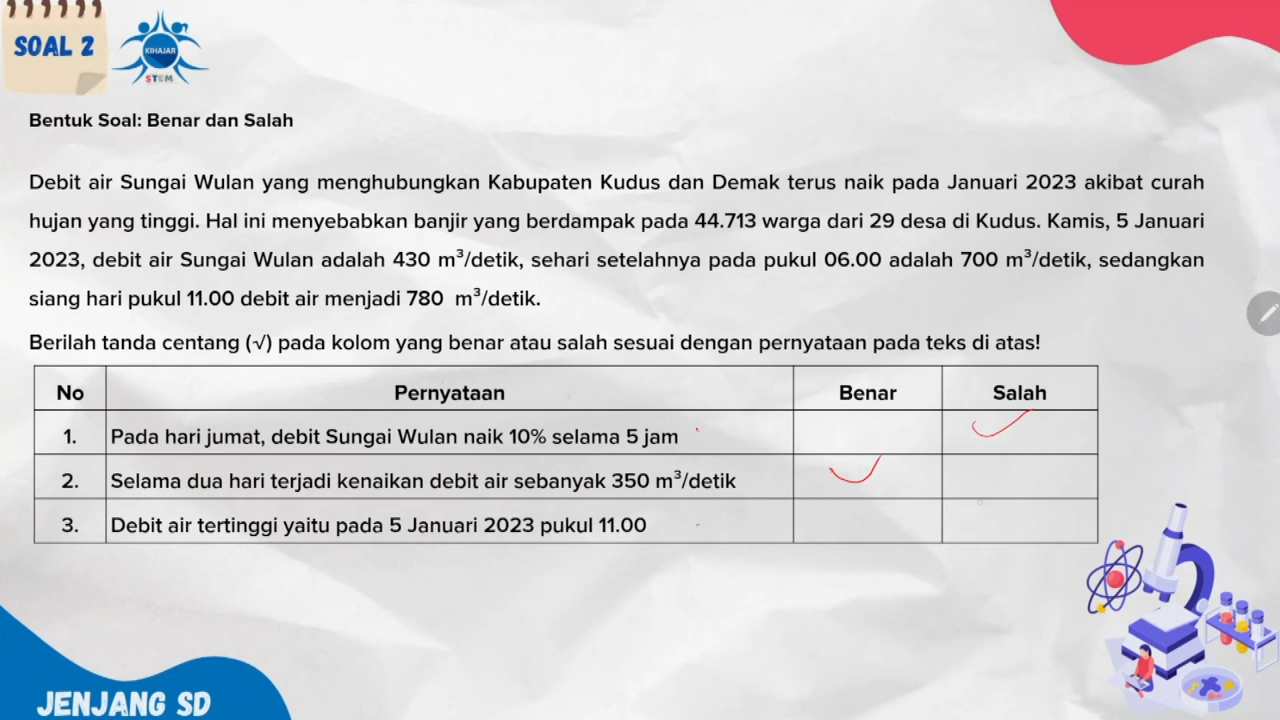 SOAL 2
KIHAJAR
STEM
Bentuk Soal: Benar dan Salah
Debit air Sungai Wulan yang menghubungkan Kabupaten Kudus dan Demak terus naik pada Januari 2023 akibat curah
hujan yang tinggi. Hal ini menyebabkan banjir yang berdampak pada 44.713 warga dari 29 desa di Kudus. Kamis, 5 Januari
2023, debit air Sungai Wulan adalah 430 m³/detik, sehari setelahnya pada pukul 06.00 adalah 700 m³/detik, sedangkan
siang hari pukul 11.00 debit air menjadi 780 m³/detik.
Berilah tanda centang (√) pada kolom yang benar atau salah sesuai dengan pernyataan pada teks di atas!
No Pernyataan Benar Salah
1. Pada hari jumat, debit Sungai Wulan naik 10% selama 5 jam
2. Selama dua hari terjadi kenaikan debit air sebanyak 350 m³/detik
3. Debit air tertinggi yaitu pada 5 Januari 2023 pukul 11.00
JENJANG SD